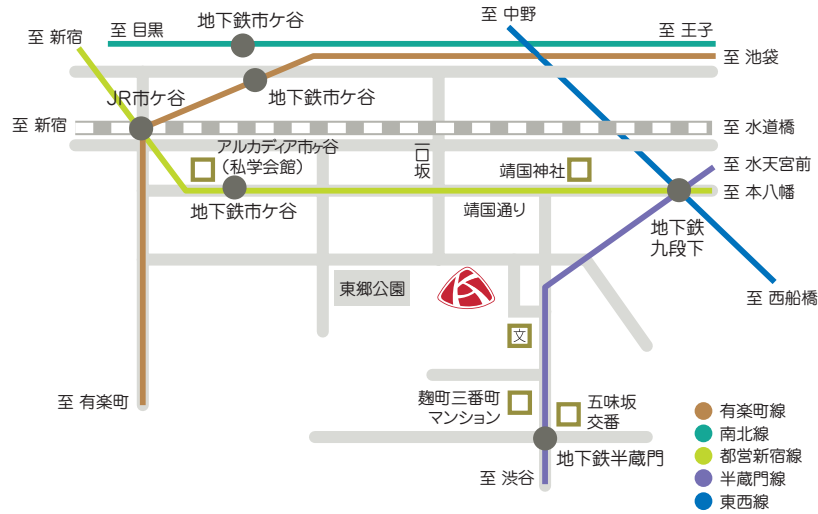 至 中野
至 目黒
地下鉄市ケ谷
至 王子
至 新宿
至 池袋
地下鉄市ケ谷
JR市ケ谷
至 新宿
至 水道橋
アルカディア市ヶ谷
（私学会館）
一口坂
靖国神社
至 水天宮前
至 本八幡
地下鉄市ケ谷
靖国通り
地下鉄
九段下
東郷公園
至 西船橋
文
至 有楽町
麹町三番町
マンション
五味坂
交番
有楽町線
南北線
都営新宿線
半蔵門線
東西線
地下鉄半蔵門
至 渋谷